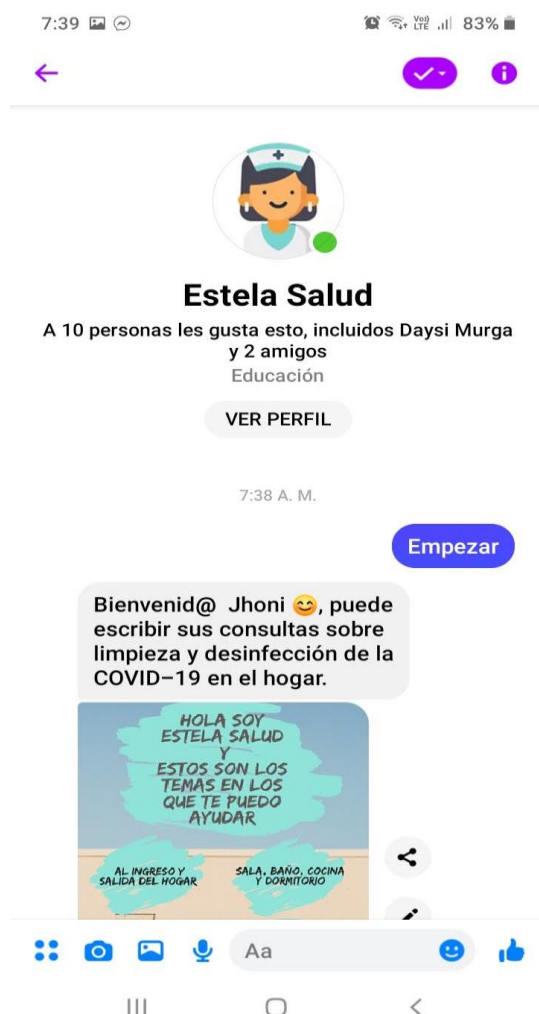 7:39
Vo)) LTE 83%
Estela Salud
A 10 personas les gusta esto, incluidos Daysi Murga
y 2 amigos
Educación
VER PERFIL
7:38 A. M.
Empezar
Bienvenid@ Jhoni 😊, puede
escribir sus consultas sobre
limpieza y desinfección de la
COVID-19 en el hogar.
HOLA SOY
ESTELA SALUD
Y
ESTOS SON LOS
TEMAS EN LOS
QUE TE PUEDO
AYUDAR
AL INGRESO Y
SALIDA DEL HOGAR
SALA, BAÑO, COCINA
Y DORMITORIO
Aa